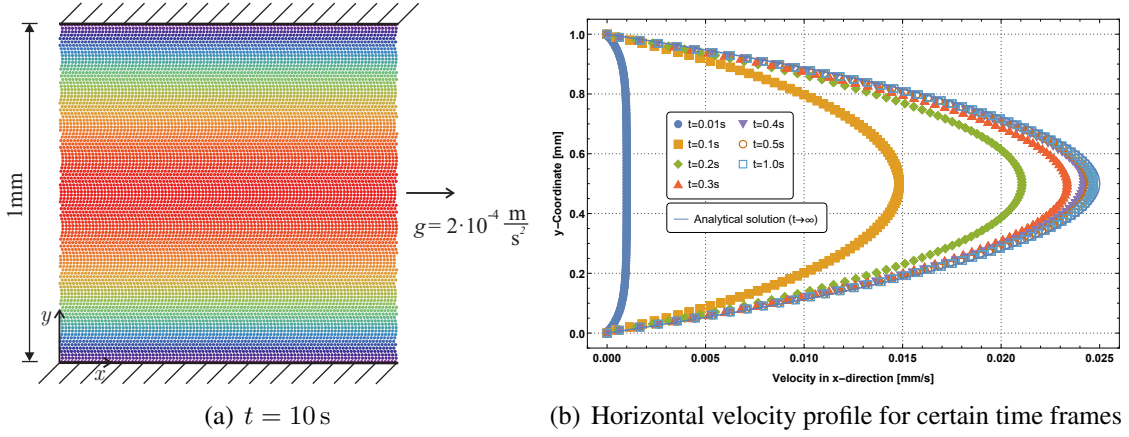 1mm
y
x
g=2·10⁻⁴ m/s²
(a) t = 10 s
y-Coordinate [mm]
1.0
0.8
0.6
0.4
0.2
0.0
t=0.01s
t=0.4s
t=0.1s
t=0.5s
t=0.2s
t=1.0s
t=0.3s
Analytical solution (t→∞)
0.000 0.005 0.010 0.015 0.020 0.025
Velocity in x-direction [mm/s]
(b) Horizontal velocity profile for certain time frames